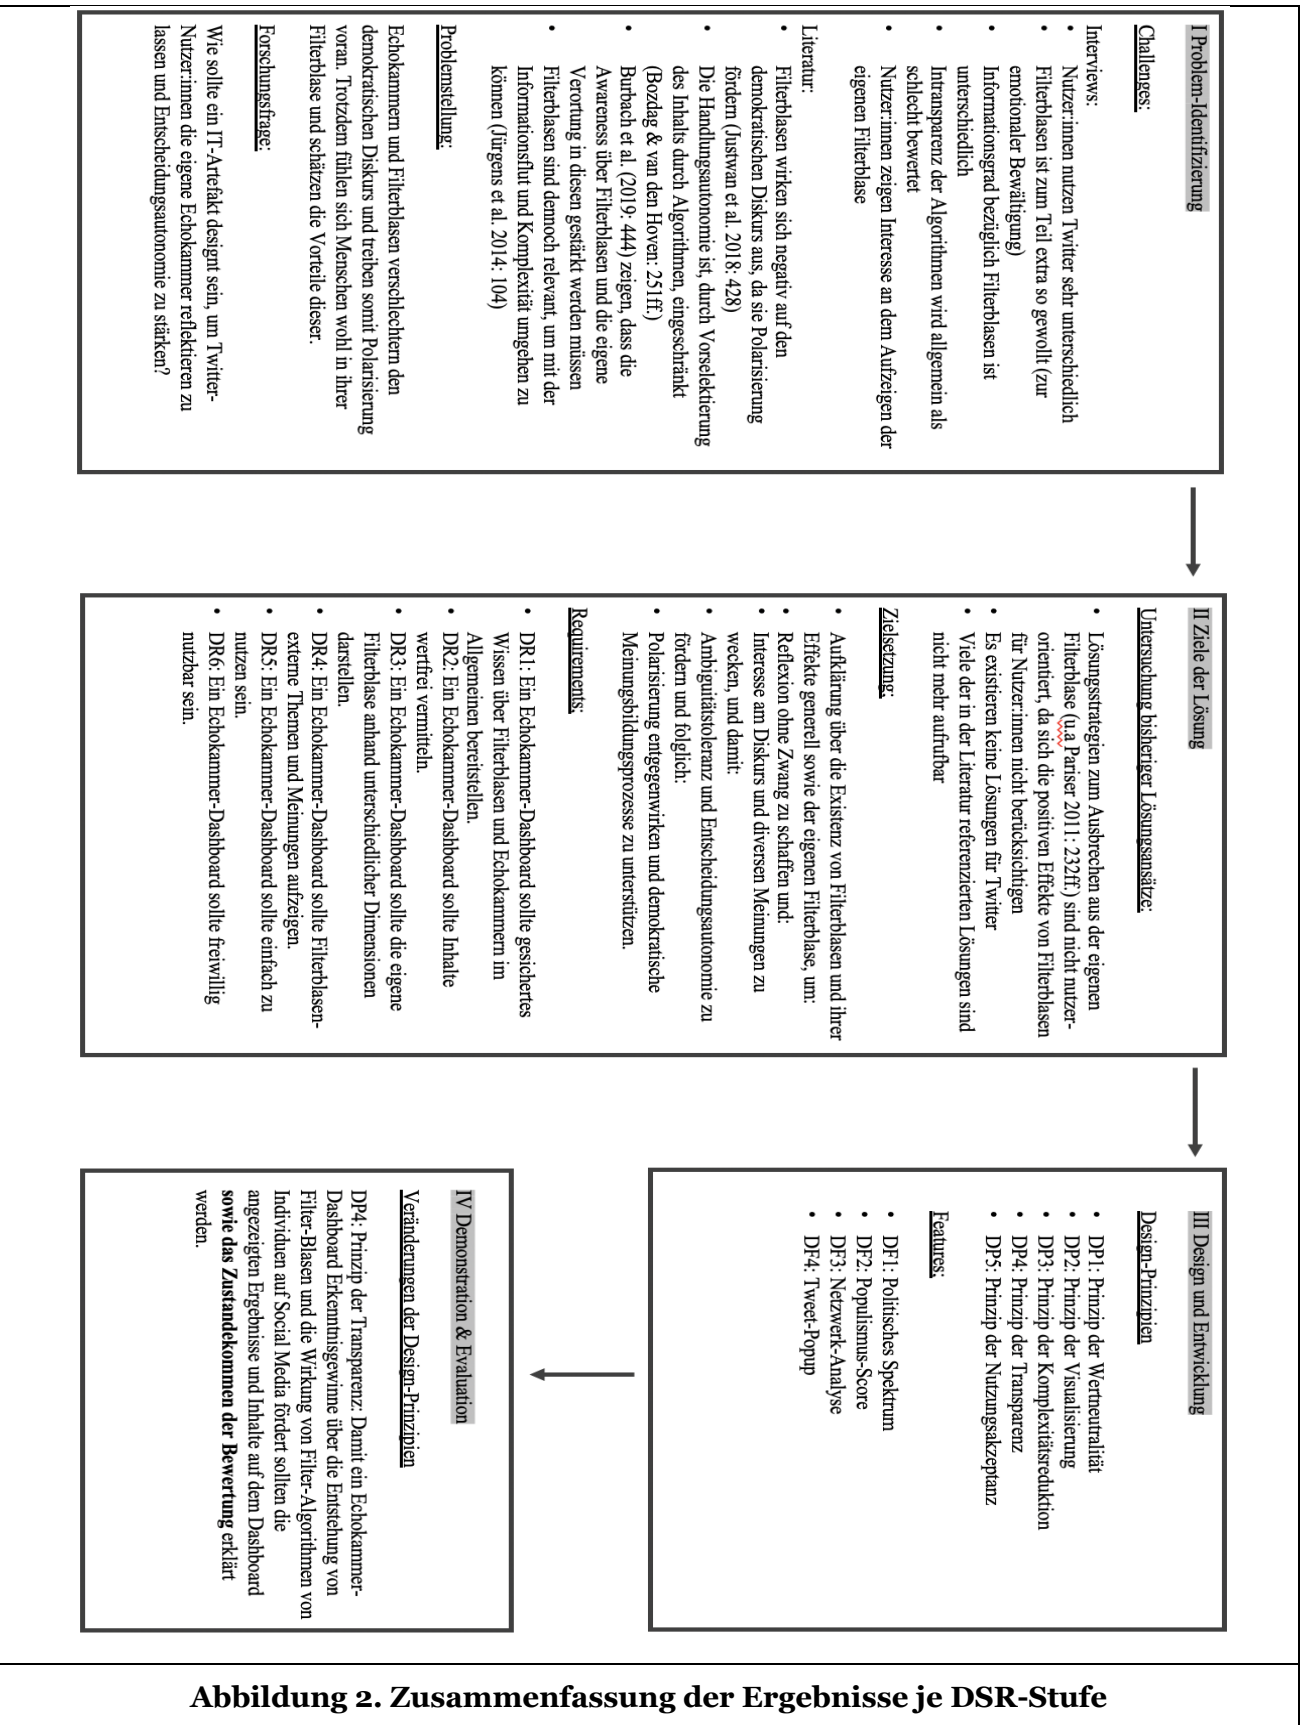 I Problem-Identifizierung
Challenges:
Interviews:
• Nutzer:innen nutzen Twitter sehr unterschiedlich
• Filterblasen ist zum Teil extra so gewollt (zur
emotionaler Bewältigung)
• Informationsgrad bezüglich Filterblasen ist
unterschiedlich
• Intransparenz der Algorithmen wird allgemein als
schlecht bewertet
• Nutzer:innen zeigen Interesse an dem Aufzeigen der
eigenen Filterblase
Literatur:
• Filterblasen wirken sich negativ auf den
demokratischen Diskurs aus, da sie Polarisierung
fördern (Justwan et al. 2018: 428)
• Die Handlungsautonomie ist, durch Vorselektierung
des Inhalts durch Algorithmen, eingeschränkt
(Bozdag & van den Hoven: 251ff.)
• Burbach et al. (2019: 444) zeigen, dass die
Awareness über Filterblasen und die eigene
Verortung in diesen gestärkt werden müssen
• Filterblasen sind dennoch relevant, um mit der
Informationsflut und Komplexität umgehen zu
können (Jürgens et al. 2014: 104)
Problemstellung:
Echokammern und Filterblasen verschlechtern den
demokratischen Diskurs und treiben somit Polarisierung
voran. Trotzdem fühlen sich Menschen wohl in ihrer
Filterblase und schätzen die Vorteile dieser.
Forschungsfrage:
Wie sollte ein IT-Artefakt designt sein, um Twitter-
Nutzer:innen die eigene Echokammer reflektieren zu
lassen und Entscheidungsautonomie zu stärken?
II Ziele der Lösung
Untersuchung bisheriger Lösungsansätze:
• Lösungsstrategien zum Ausbrechen aus der eigenen
Filterblase (u.a Pariser 2011: 232ff.) sind nicht nutzer-
orientiert, da sich die positiven Effekte von Filterblasen
für Nutzer:innen nicht berücksichtigen
• Es existieren keine Lösungen für Twitter
• Viele der in der Literatur referenzierten Lösungen sind
nicht mehr aufrufbar
Zielsetzung:
• Aufklärung über die Existenz von Filterblasen und ihrer
Effekte generell sowie der eigenen Filterblase, um:
• Reflexion ohne Zwang zu schaffen und:
• Interesse am Diskurs und diversen Meinungen zu
wecken, und damit:
• Ambiguitätstoleranz und Entscheidungsautonomie zu
fördern und folglich:
• Polarisierung entgegenwirken und demokratische
Meinungsbildungsprozesse zu unterstützen.
Requirements:
• DR1: Ein Echokammer-Dashboard sollte gesichertes
Wissen über Filterblasen und Echokammern im
Allgemeinen bereitstellen.
• DR2: Ein Echokammer-Dashboard sollte Inhalte
wertfrei vermitteln.
• DR3: Ein Echokammer-Dashboard sollte die eigene
Filterblase anhand unterschiedlicher Dimensionen
darstellen.
• DR4: Ein Echokammer-Dashboard sollte Filterblasen-
externe Themen und Meinungen aufzeigen.
• DR5: Ein Echokammer-Dashboard sollte einfach zu
nutzen sein.
• DR6: Ein Echokammer-Dashboard sollte freiwillig
nutzbar sein.
III Design und Entwicklung
Design-Prinzipien
• DP1: Prinzip der Wertneutralität
• DP2: Prinzip der Visualisierung
• DP3: Prinzip der Komplexitätsreduktion
• DP4: Prinzip der Transparenz
• DP5: Prinzip der Nutzungsakzeptanz
Features:
• DF1: Politisches Spektrum
• DF2: Populismus-Score
• DF3: Netzwerk-Analyse
• DF4: Tweet-Popup
IV Demonstration & Evaluation
Veränderungen der Design-Prinzipien
DP4: Prinzip der Transparenz: Damit ein Echokammer-
Dashboard Erkenntnisgewinne über die Entstehung von
Filter-Blasen und die Wirkung von Filter-Algorithmen von
Individuen auf Social Media fördert sollten die
angezeigten Ergebnisse und Inhalte auf dem Dashboard
sowie das Zustandekommen der Bewertung erklärt
werden.
Abbildung 2. Zusammenfassung der Ergebnisse je DSR-Stufe